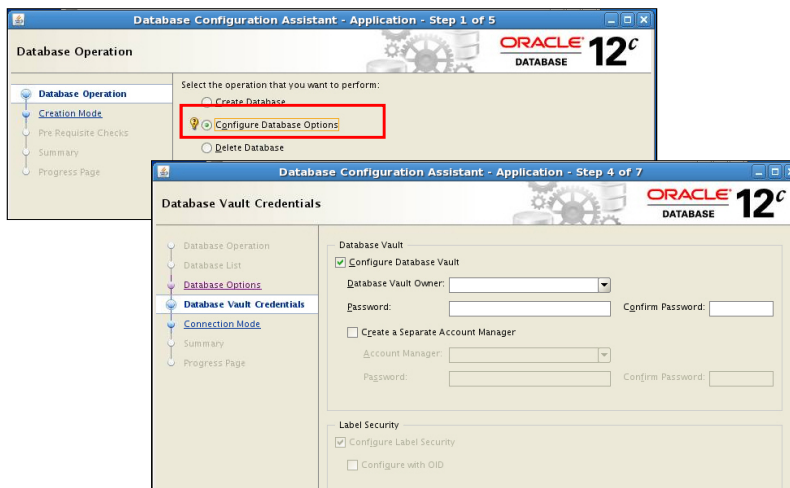 Database Configuration Assistant - Application - Step 1 of 5
Database Operation
ORACLE
DATABASE
12c
Database Operation
Creation Mode
Pre Requisite Checks
Summary
Progress Page
Select the operation that you want to perform:
Create Database
Configure Database Options
Delete Database
Database Configuration Assistant - Application - Step 4 of 7
Database Vault Credentials
ORACLE
DATABASE
12c
Database Operation
Database List
Database Options
Database Vault Credentials
Connection Mode
Summary
Progress Page
Database Vault
Configure Database Vault
Database Vault Owner:
Password:
Confirm Password:
Create a Separate Account Manager
Account Manager:
Password:
Confirm Password:
Label Security
Configure Label Security
Configure with OID